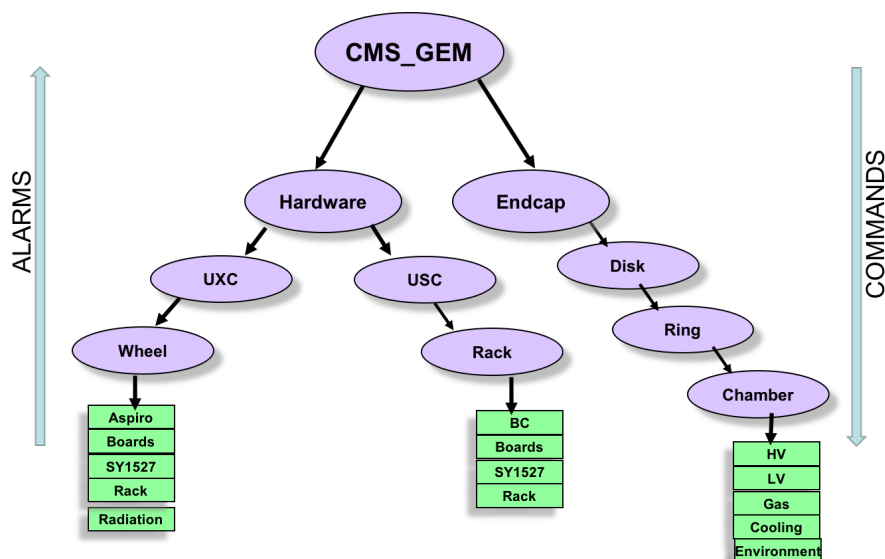 CMS_GEM
ALARMS
COMMANDS
Hardware
Endcap
UXC
USC
Disk
Wheel
Rack
Ring
Chamber
Aspiro
Boards
SY1527
Rack
Radiation
BC
Boards
SY1527
Rack
HV
LV
Gas
Cooling
Environment